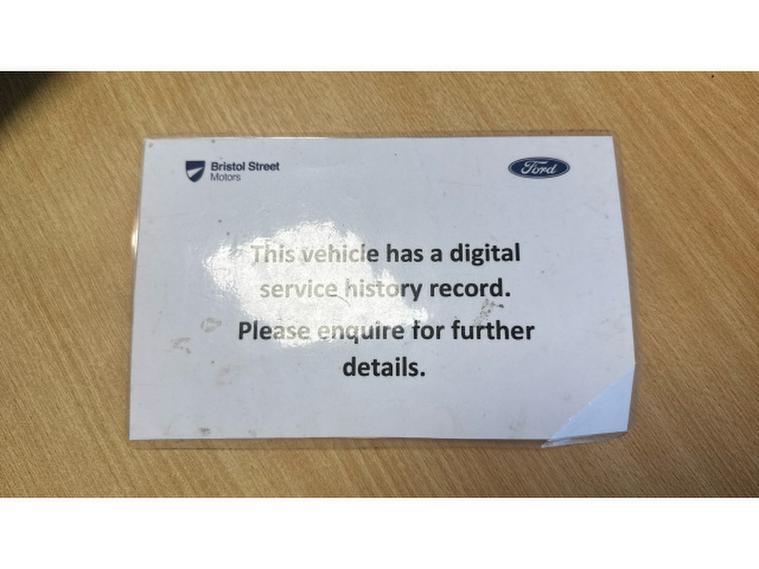 Bristol Street
Motors
Ford
This vehicle has a digital
service history record.
Please enquire for further
details.